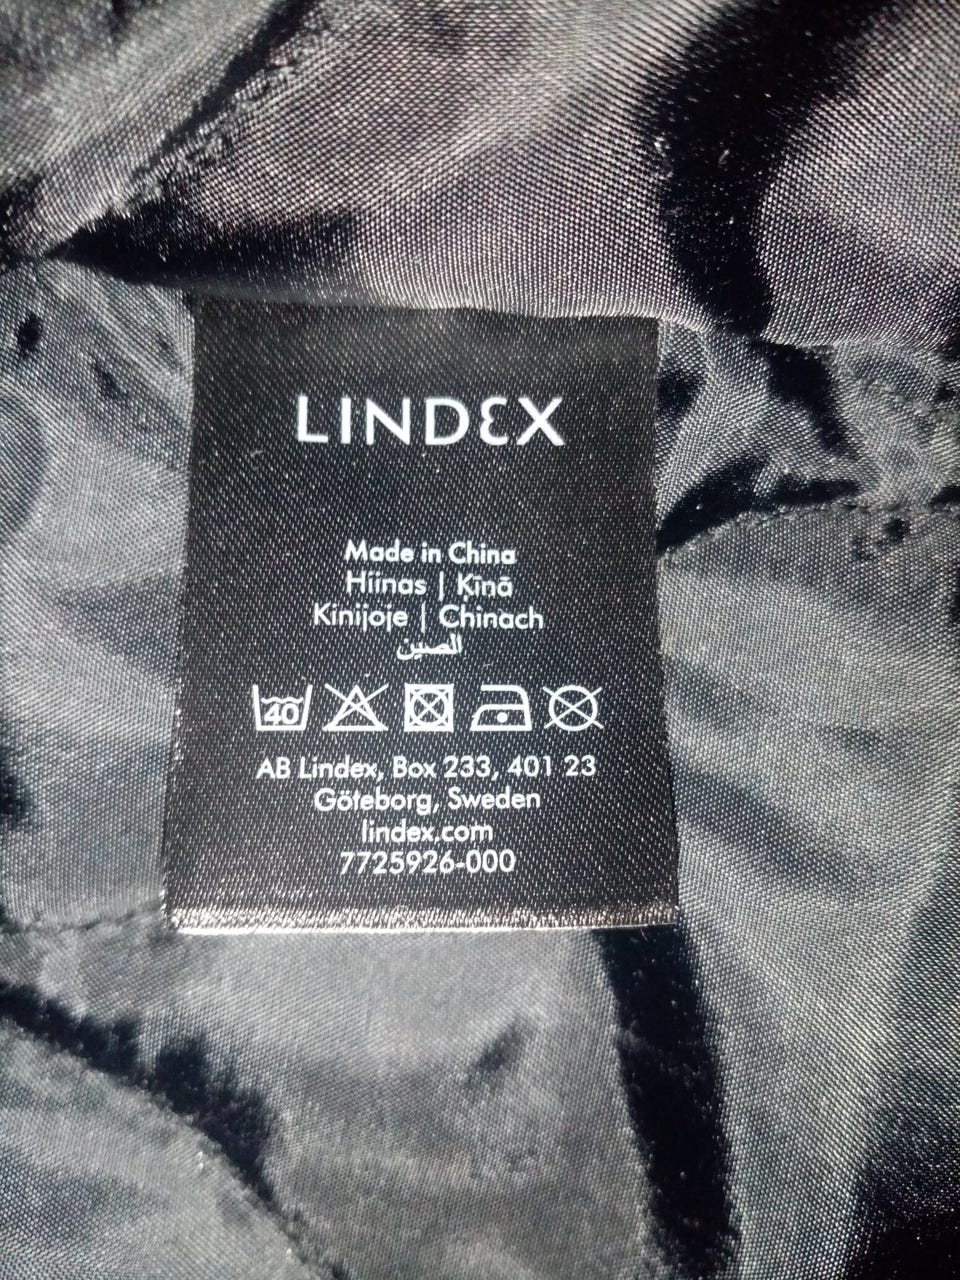 LINDEX
Made in China
Hiinas | Ķīnā
Kinijoje | Chinach
الصين
40
AB Lindex, Box 233, 401 23
Göteborg, Sweden
lindex.com
7725926-000